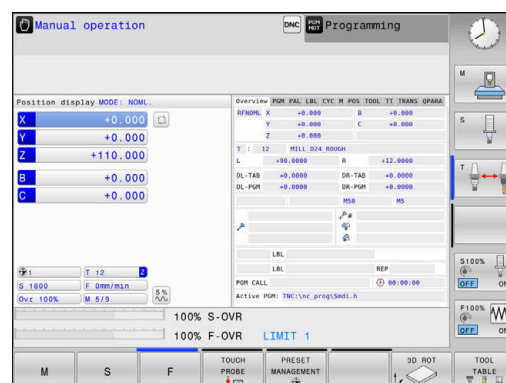 Manual operation
DNC
PGM MGT
Programming
Position display MODE: NOML.
X +0.000
Y +0.000
Z +110.000
B +0.000
C +0.000
1 T 12 Z
S 1800 F 0mm/min
Ovr 100% M 5/9
S %
Overview PGM PAL LBL CYC M POS TOOL TT TRANS QPARA
RFNOML X +0.000 B +0.000
Y +0.000 C +0.000
Z +0.000
T : 12 MILL_D24_ROUGH
L +90.0000 R +12.0000
DL-TAB +0.0000 DR-TAB +0.0000
DL-PGM +0.0000 DR-PGM +0.0000
M50 M5
P#
LBL
LBL REP
PGM CALL 00:00:00
Active PGM: TNC:\nc_prog\$mdi.h
100% S-OVR
100% F-OVR LIMIT 1
M
S
T
S100%
OFF ON
F100%
OFF ON
M
S
F
TOUCH PROBE
PRESET MANAGEMENT
3D ROT
TOOL TABLE